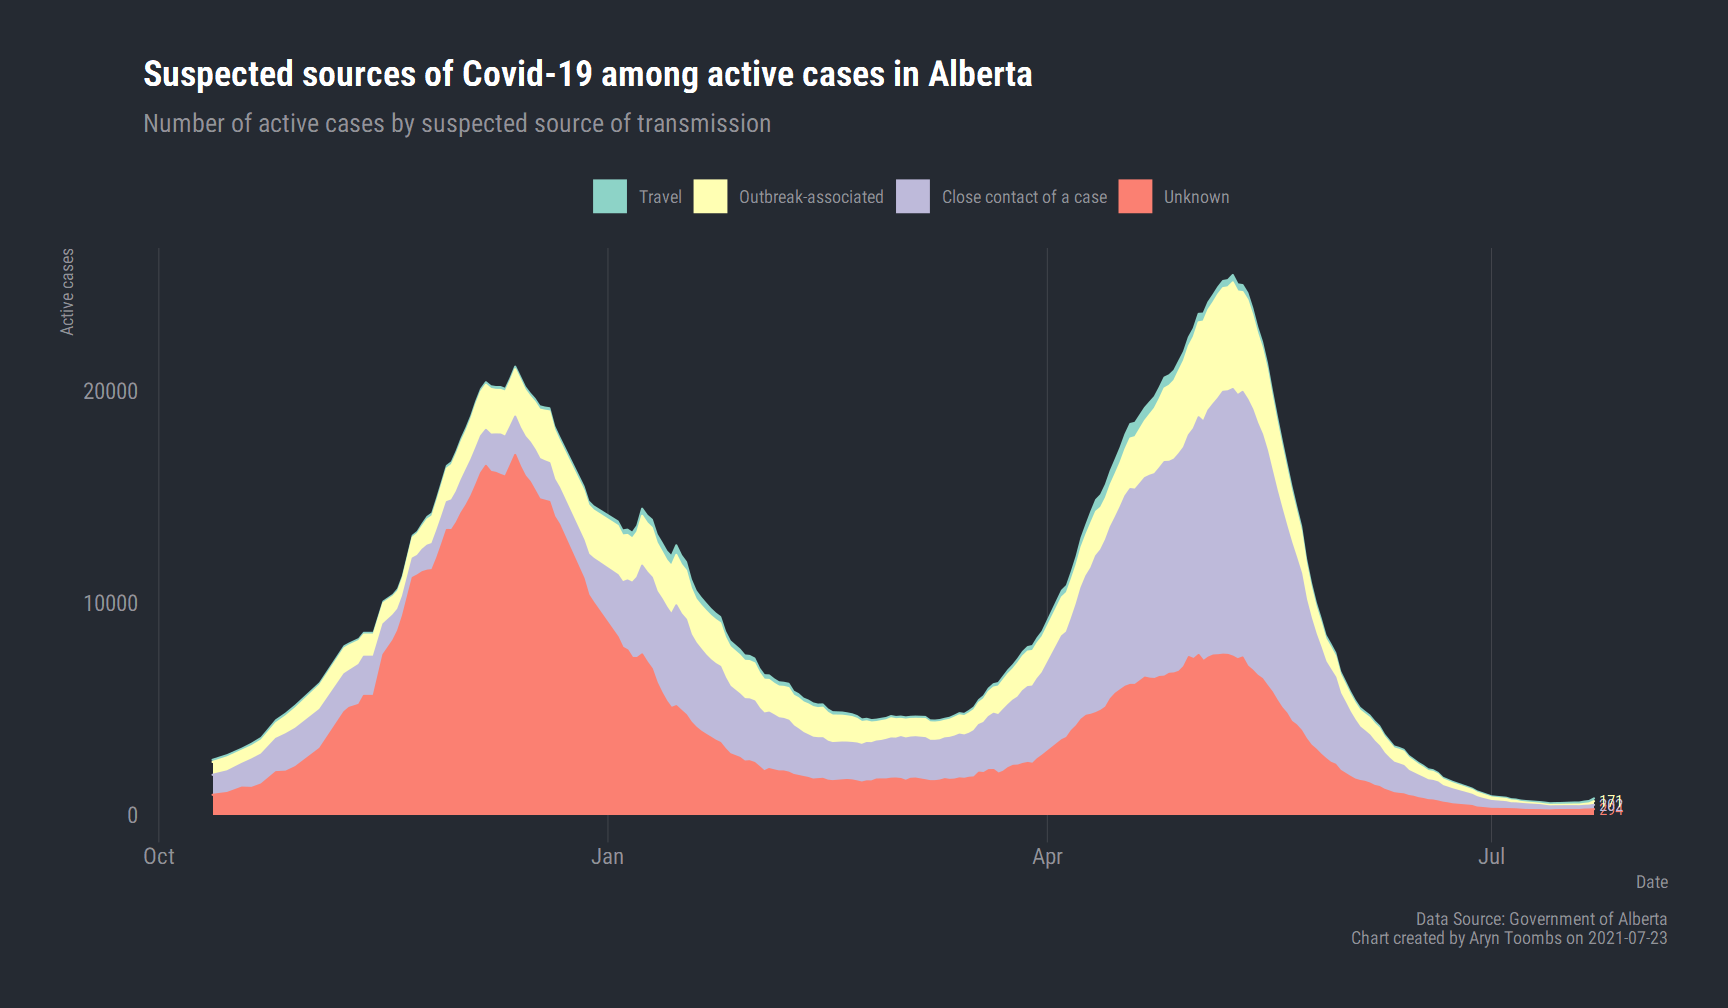 Suspected sources of Covid-19 among active cases in Alberta
Number of active cases by suspected source of transmission
Travel Outbreak-associated Close contact of a case Unknown
Active cases
20000
10000
0
171
294
Oct Jan Apr Jul
Date
Data Source: Government of Alberta
Chart created by Aryn Toombs on 2021-07-23